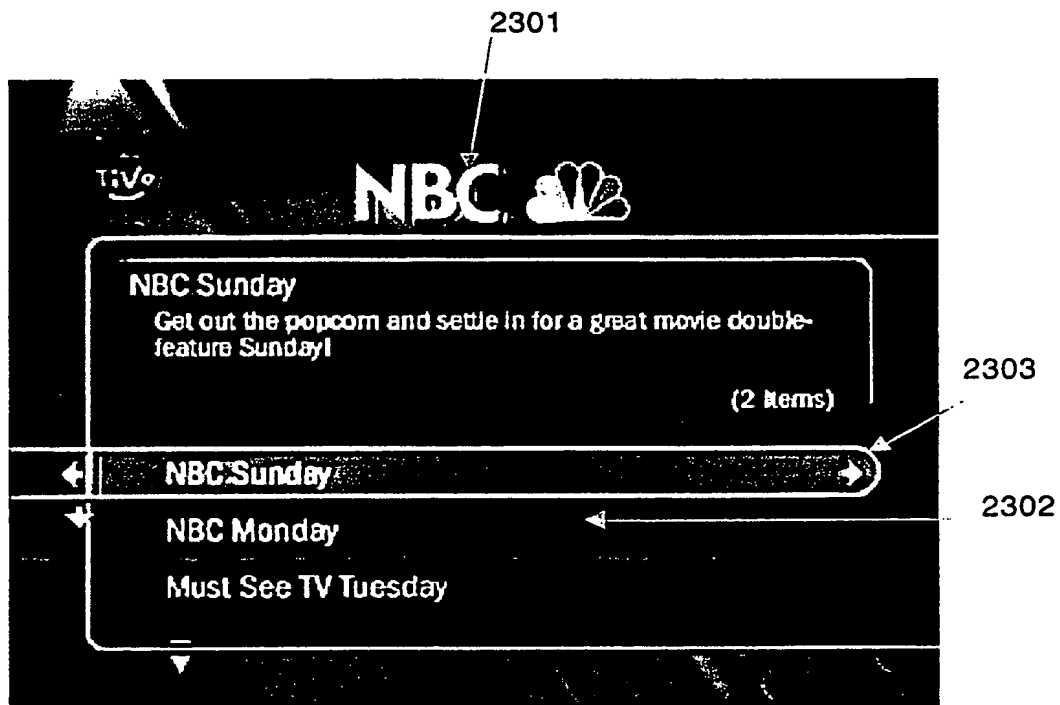 2301
TiVo
NBC
NBC Sunday
Get out the popcorn and settle in for a great movie double-
feature Sunday!
2303
(2 items)
NBC Sunday
2302
NBC Monday
Must See TV Tuesday